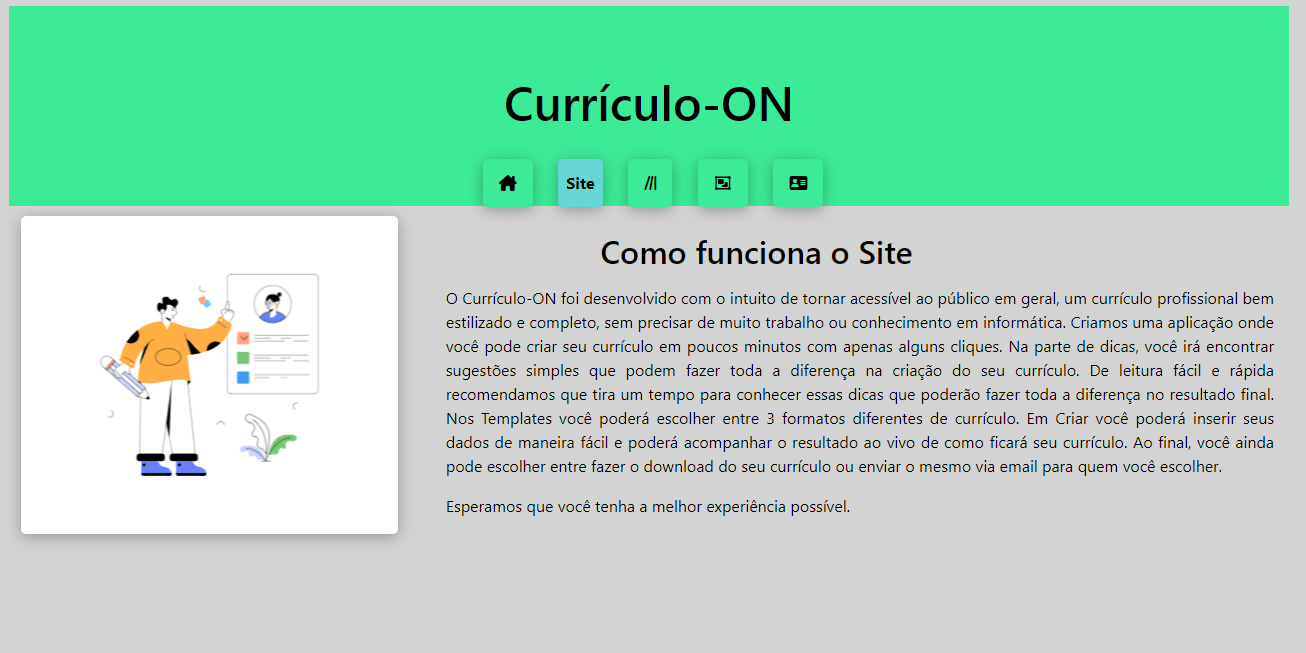 Currículo-ON
Site
Como funciona o Site
O Currículo-ON foi desenvolvido com o intuito de tornar acessível ao público em geral, um currículo profissional bem
estilizado e completo, sem precisar de muito trabalho ou conhecimento em informática. Criamos uma aplicação onde
você pode criar seu currículo em poucos minutos com apenas alguns cliques. Na parte de dicas, você irá encontrar
sugestões simples que podem fazer toda a diferença na criação do seu currículo. De leitura fácil e rápida
recomendamos que tira um tempo para conhecer essas dicas que poderão fazer toda a diferença no resultado final.
Nos Templates você poderá escolher entre 3 formatos diferentes de currículo. Em Criar você poderá inserir seus
dados de maneira fácil e poderá acompanhar o resultado ao vivo de como ficará seu currículo. Ao final, você ainda
pode escolher entre fazer o download do seu currículo ou enviar o mesmo via email para quem você escolher.
Esperamos que você tenha a melhor experiência possível.